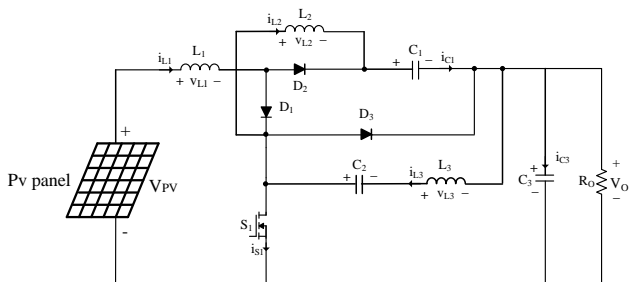 iL2
L2
+ vL2 −
iL1
L1
+ vL1 −
C1
+ −
iC1
D2
D1
D3
+
Pv panel
VPV
-
C2
+ −
iL3
L3
+ vL3 −
S1
iS1
iC3
+
C3
−
RO
+
VO
−